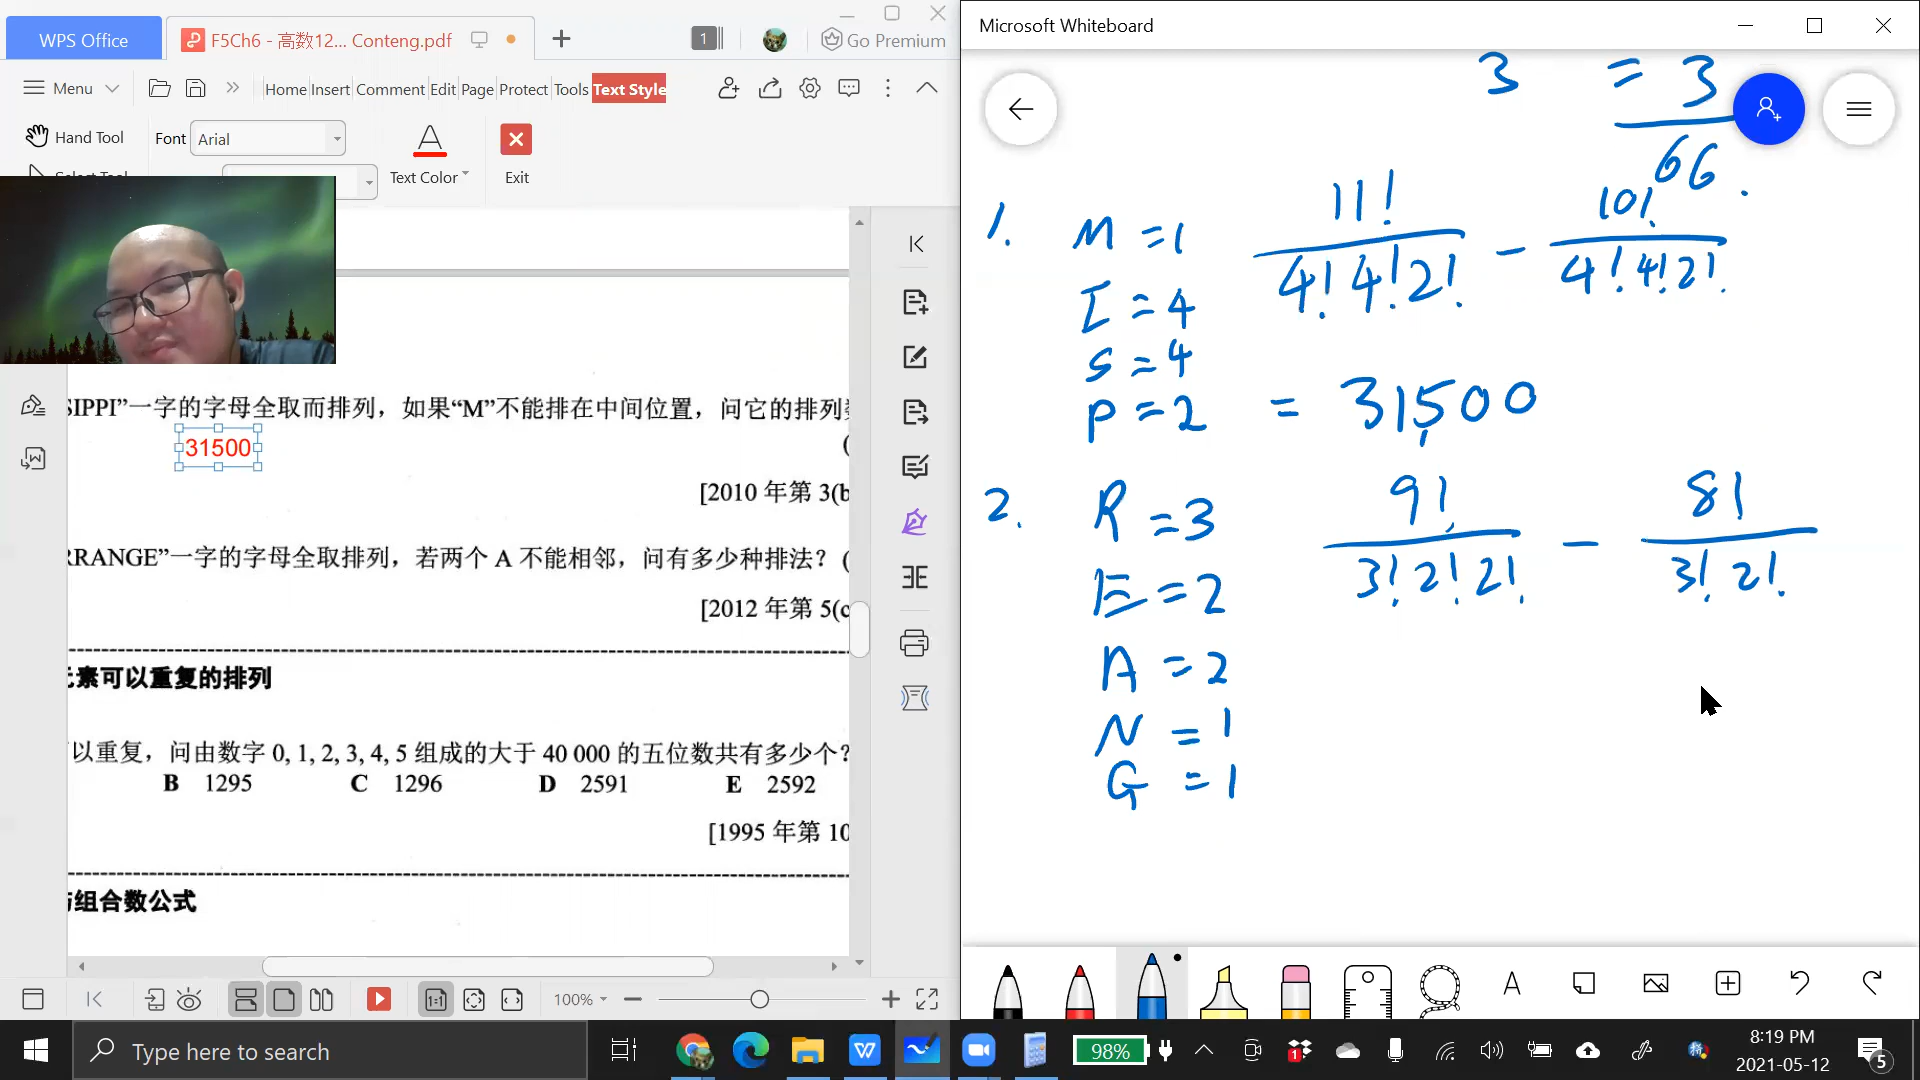 WPS Office
F5Ch6 - 高数12... Conteng.pdf
1
Go Premium
Menu
Home Insert Comment Edit Page Protect Tools Text Style
Hand Tool
Font Arial
Text Color
Exit
SIPPI”一字的字母全取而排列，如果“M”不能排在中间位置，问它的排列
31500
(
[2010 年第 3(b
RRANGE”一字的字母全取排列，若两个 A 不能相邻，问有多少种排法？(
[2012 年第 5(c
元素可以重复的排列
以重复，问由数字 0, 1, 2, 3, 4, 5 组成的大于 40 000 的五位数共有多少个？
B 1295 C 1296 D 2591 E 2592
[1995 年第 10
与组合数公式
100%
Microsoft Whiteboard
3 = 3
66
1. M = 1 11! - 10!
I = 4 4! 4! 2! 4! 4! 2!
S = 4
P = 2 = 31,500
2. R = 3 9! - 8!
E = 2 3! 2! 2! 3! 2!
A = 2
N = 1
G = 1
Type here to search
98%
1
8:19 PM
2021-05-12
5